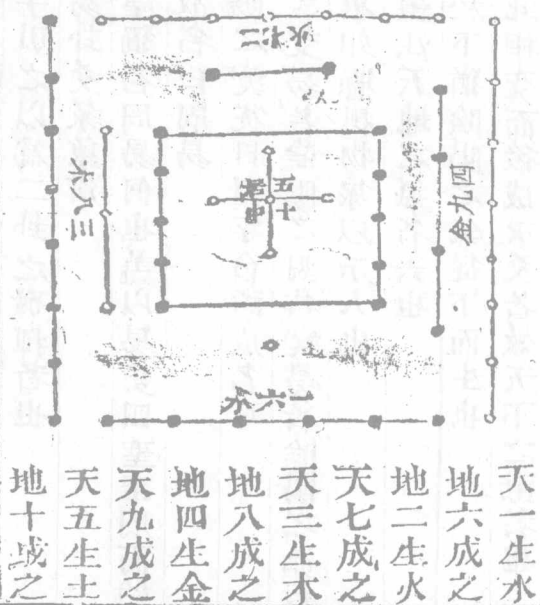 火七二
木八三
金九四
五十
一六水
天一生水
地六成之
地二生火
天七成之
天三生木
地八成之
地四生金
天九成之
天五生土
地十成之